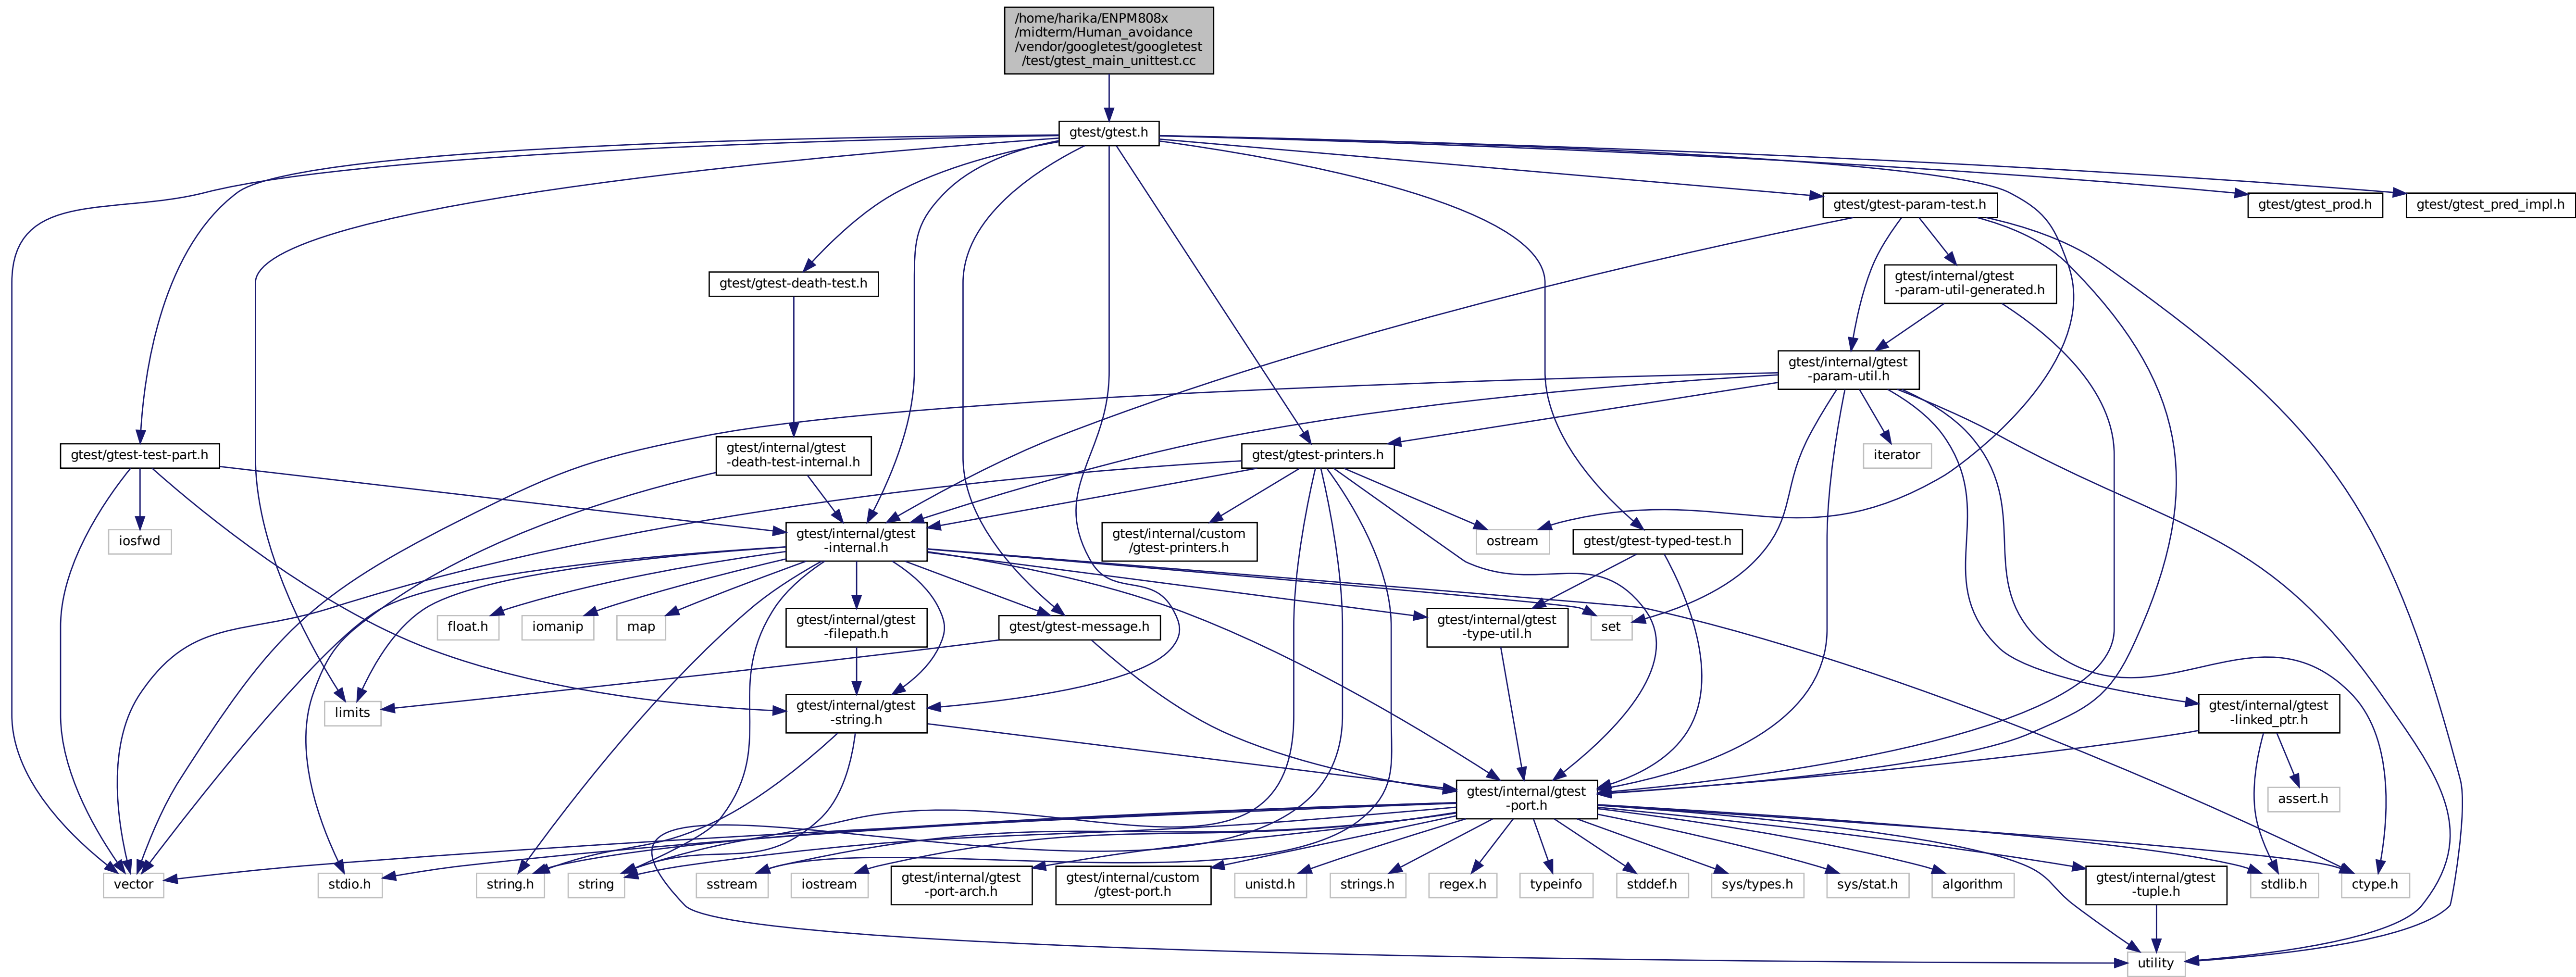 /home/harika/ENPM808x
/midterm/Human_avoidance
/vendor/googletest/googletest
/test/gtest_main_unittest.cc
gtest/gtest.h
gtest/gtest-param-test.h
gtest/gtest_prod.h
gtest/gtest_pred_impl.h
gtest/gtest-death-test.h
gtest/internal/gtest
-param-util-generated.h
gtest/internal/gtest
-param-util.h
gtest/gtest-test-part.h
gtest/internal/gtest
-death-test-internal.h
gtest/gtest-printers.h
iterator
iosfwd
gtest/internal/gtest
-internal.h
gtest/internal/custom
/gtest-printers.h
ostream
gtest/gtest-typed-test.h
float.h
iomanip
map
gtest/internal/gtest
-filepath.h
gtest/gtest-message.h
gtest/internal/gtest
-type-util.h
set
limits
gtest/internal/gtest
-string.h
gtest/internal/gtest
-linked_ptr.h
gtest/internal/gtest
-port.h
assert.h
vector
stdio.h
string.h
string
sstream
iostream
gtest/internal/gtest
-port-arch.h
gtest/internal/custom
/gtest-port.h
unistd.h
strings.h
regex.h
typeinfo
stddef.h
sys/types.h
sys/stat.h
algorithm
gtest/internal/gtest
-tuple.h
stdlib.h
ctype.h
utility